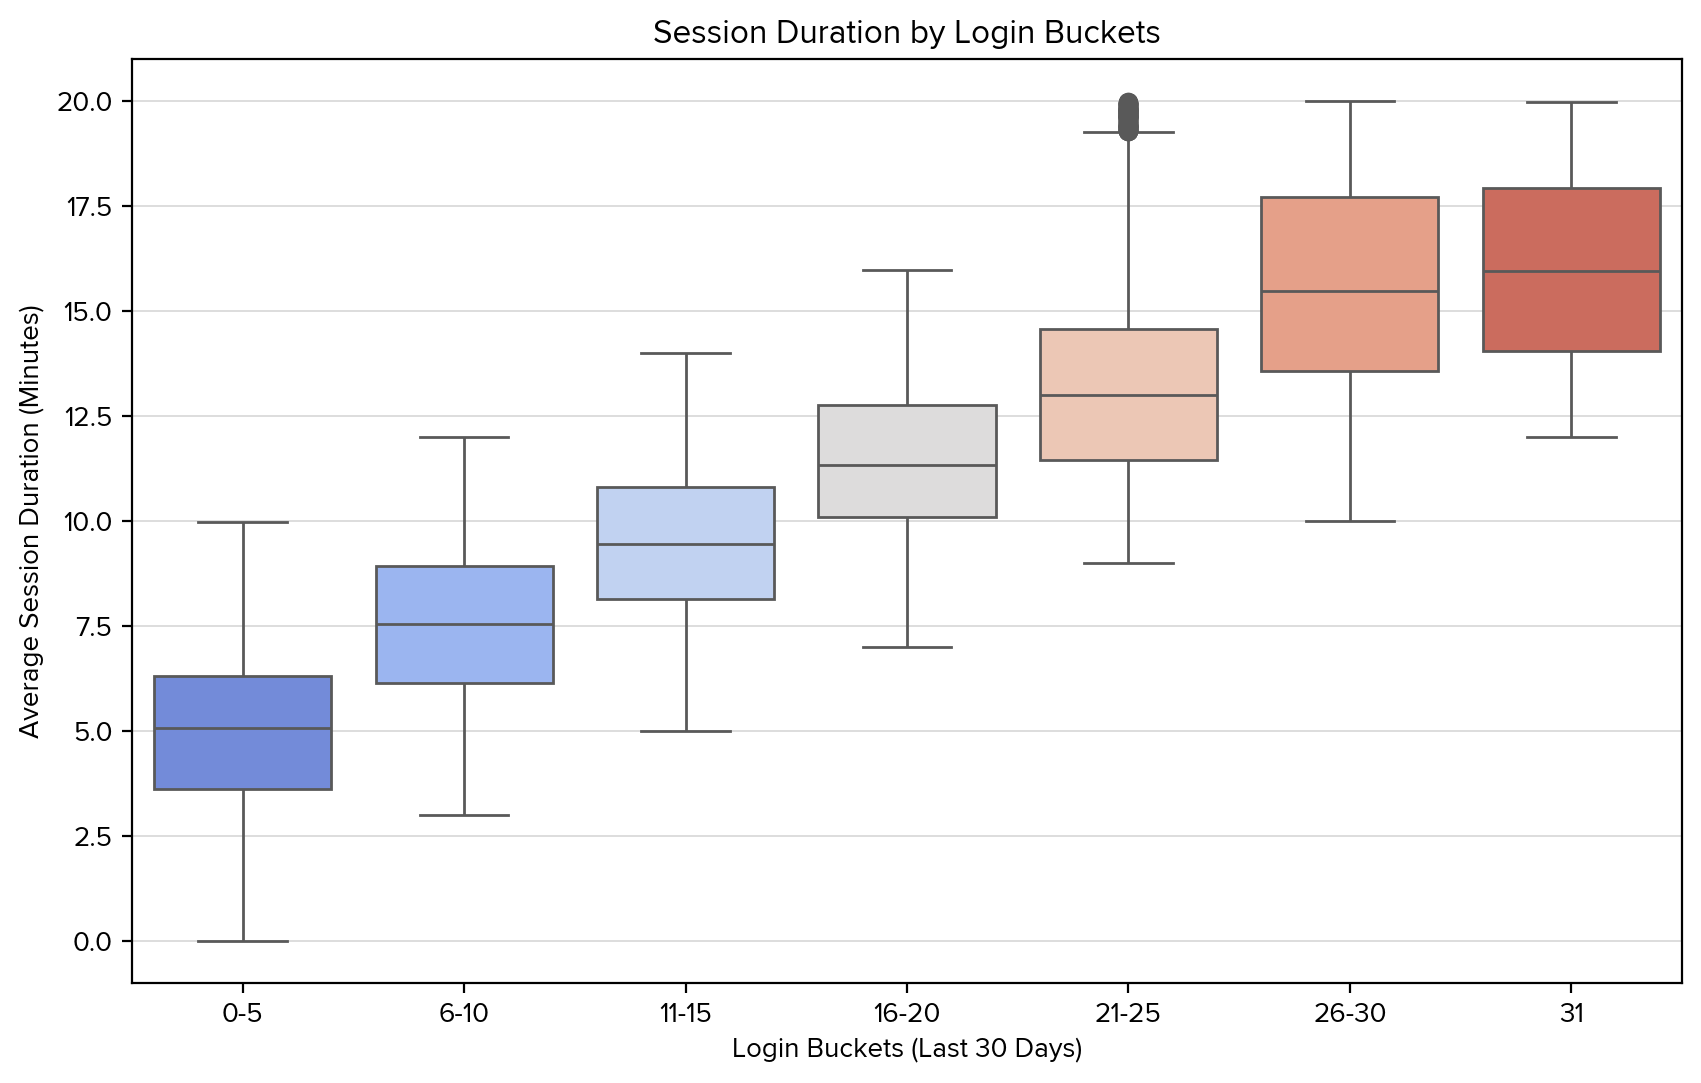 Session Duration by Login Buckets
Average Session Duration (Minutes)
20.0
17.5
15.0
12.5
10.0
7.5
5.0
2.5
0.0
0-5 6-10 11-15 16-20 21-25 26-30 31
Login Buckets (Last 30 Days)